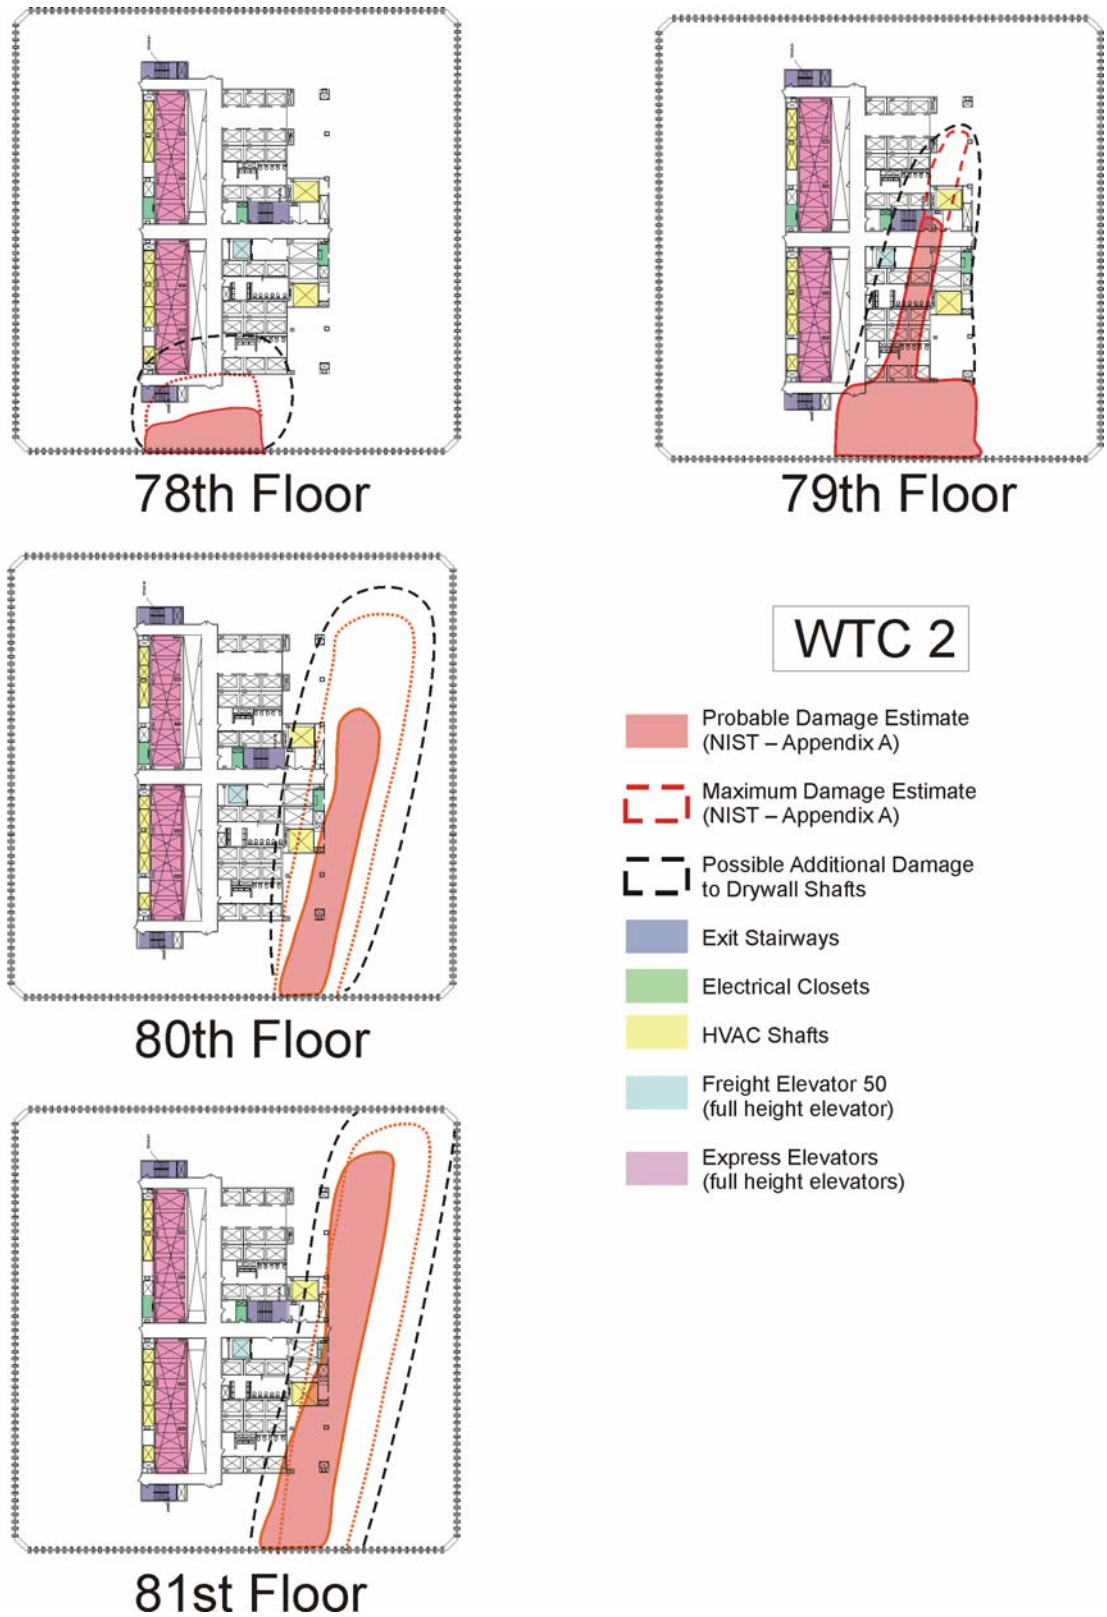 78th Floor
79th Floor
80th Floor
WTC 2
Probable Damage Estimate
(NIST – Appendix A)
Maximum Damage Estimate
(NIST – Appendix A)
Possible Additional Damage
to Drywall Shafts
Exit Stairways
Electrical Closets
HVAC Shafts
Freight Elevator 50
(full height elevator)
Express Elevators
(full height elevators)
81st Floor